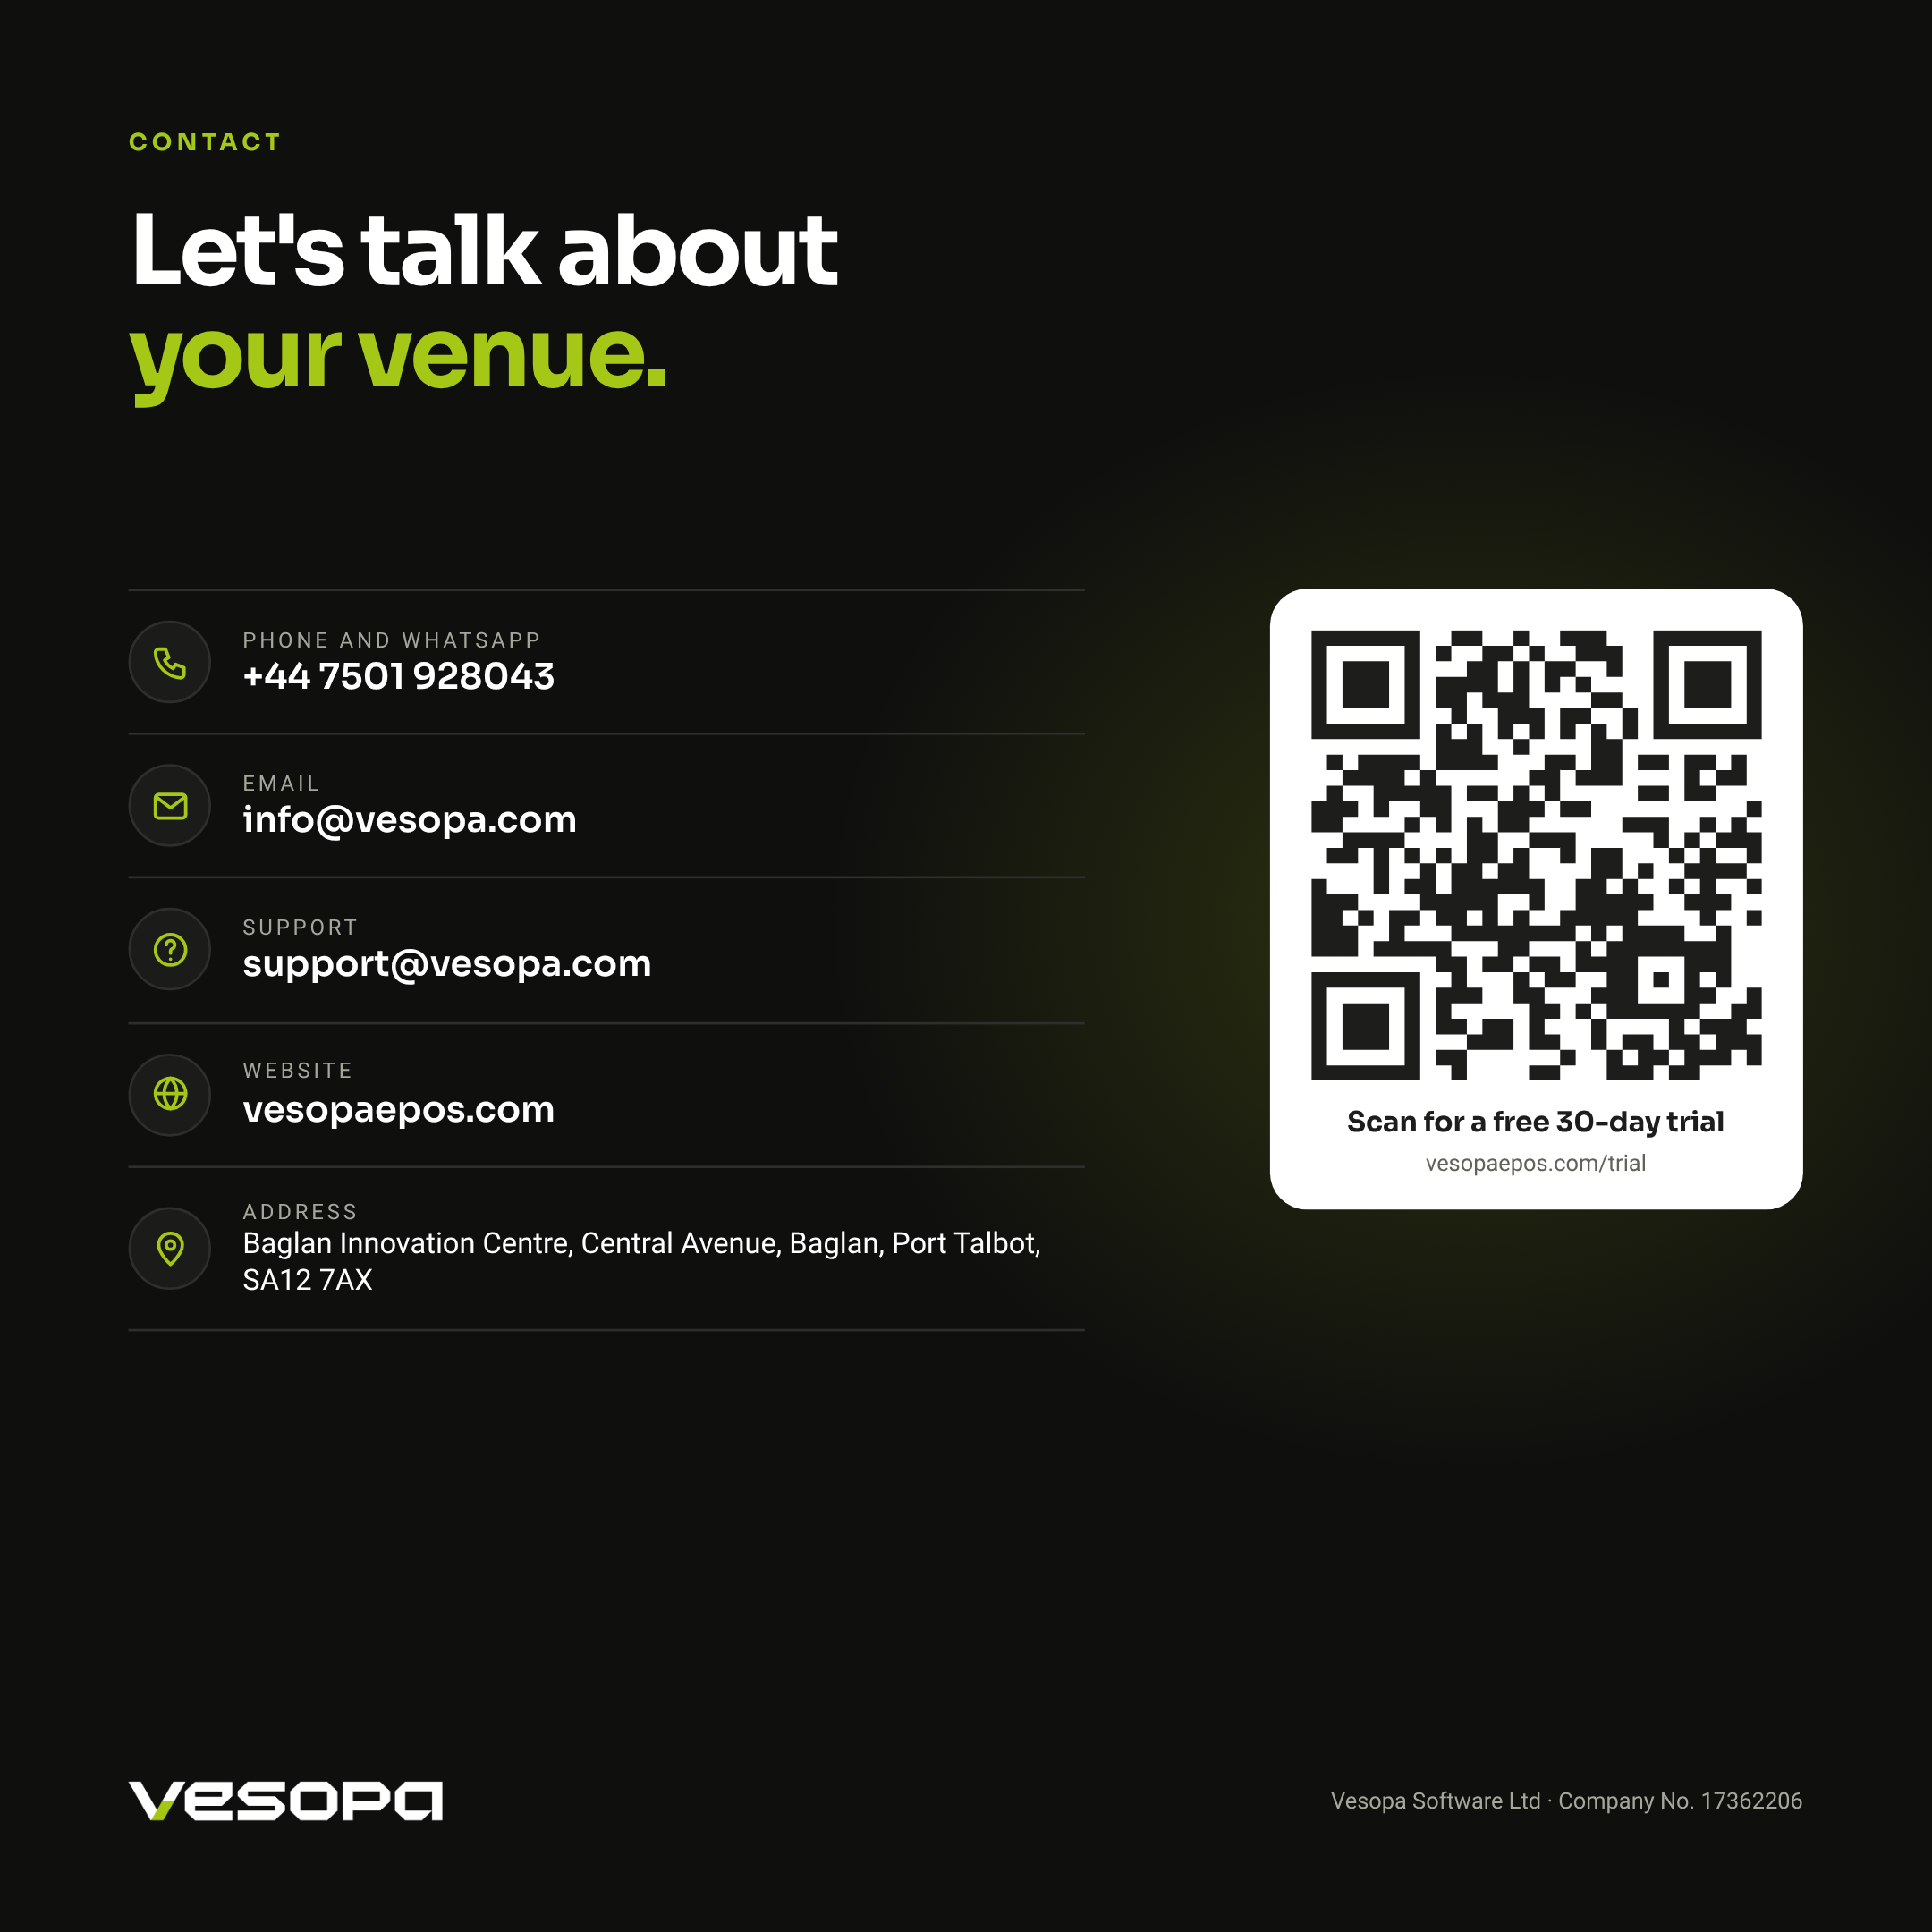 CONTACT
Let's talk about
your venue.
PHONE AND WHATSAPP
+44 7501 928043
EMAIL
info@vesopa.com
SUPPORT
support@vesopa.com
WEBSITE
vesopaepos.com
ADDRESS
Baglan Innovation Centre, Central Avenue, Baglan, Port Talbot,
SA12 7AX
Scan for a free 30-day trial
vesopaepos.com/trial
vesopa
Vesopa Software Ltd · Company No. 17362206